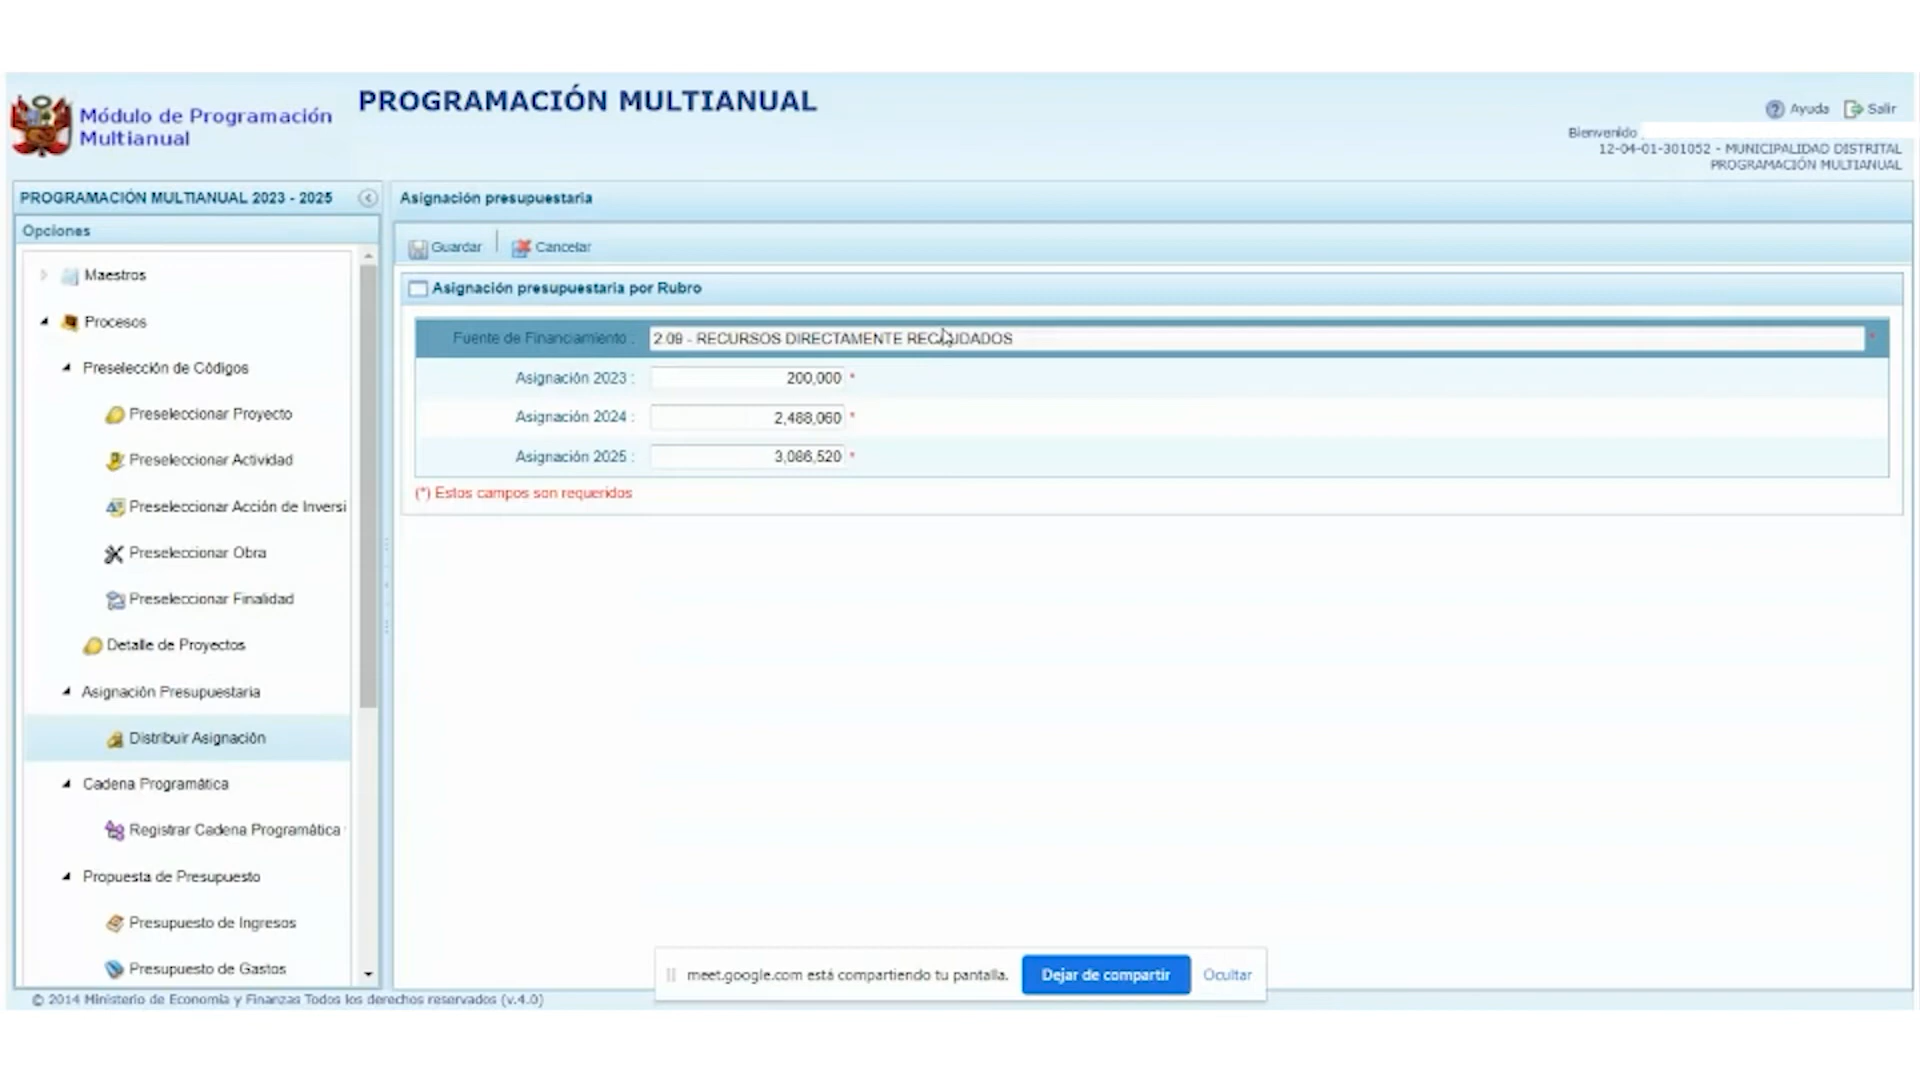 Módulo de Programación
Multianual
PROGRAMACIÓN MULTIANUAL
Ayuda
Salir
Bienvenido
12-04-01-301052 - MUNICIPALIDAD DISTRITAL
PROGRAMACIÓN MULTIANUAL
PROGRAMACIÓN MULTIANUAL 2023 - 2025
Opciones
Maestros
Procesos
Preselección de Códigos
Preseleccionar Proyecto
Preseleccionar Actividad
Preseleccionar Acción de Inversi
Preseleccionar Obra
Preseleccionar Finalidad
Detalle de Proyectos
Asignación Presupuestaria
Distribuir Asignación
Cadena Programática
Registrar Cadena Programática
Propuesta de Presupuesto
Presupuesto de Ingresos
Presupuesto de Gastos
Asignación presupuestaria
Guardar
Cancelar
Asignación presupuestaria por Rubro
Fuente de Financiamiento : 2.09 - RECURSOS DIRECTAMENTE RECAUDADOS *
Asignación 2023 : 200,000 *
Asignación 2024 : 2,488,060 *
Asignación 2025 : 3,086,520 *
(*) Estos campos son requeridos
meet.google.com está compartiendo tu pantalla. Dejar de compartir Ocultar
© 2014 Ministerio de Economía y Finanzas Todos los derechos reservados (v.4.0)